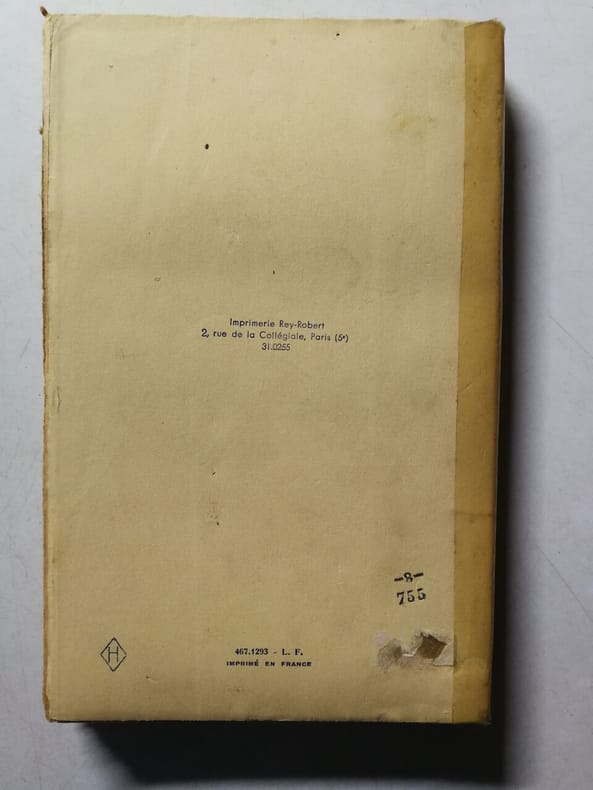 Imprimerie Rey-Robert
2, rue de la Collégiale, Paris (5e)
31.0255
-8-
755
H
467.1293 - L. F.
IMPRIMÉ EN FRANCE